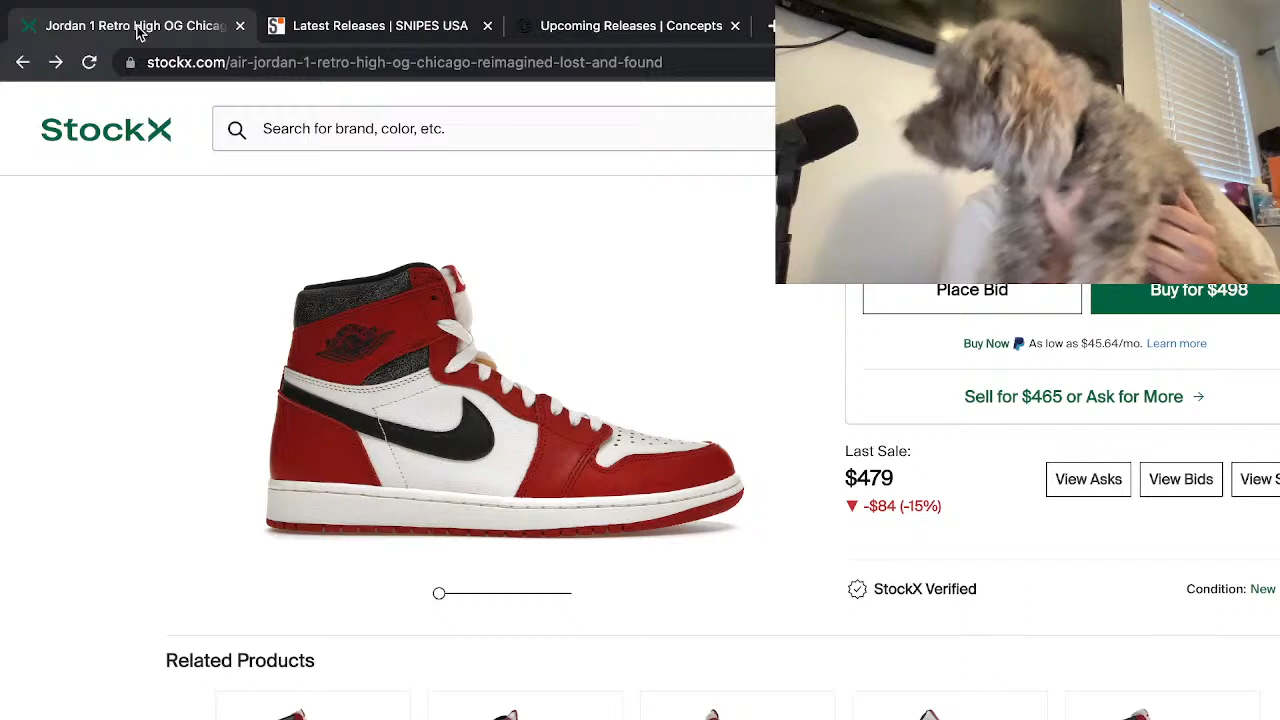 Jordan 1 Retro High OG Chicag
Latest Releases | SNIPES USA
Upcoming Releases | Concepts
stockx.com/air-jordan-1-retro-high-og-chicago-reimagined-lost-and-found
StockX
Search for brand, color, etc.
Place Bid
Buy for $498
Buy Now As low as $45.64/mo. Learn more
Sell for $465 or Ask for More →
Last Sale:
$479
View Asks
View Bids
View S
▼ -$84 (-15%)
StockX Verified
Condition: New
Related Products